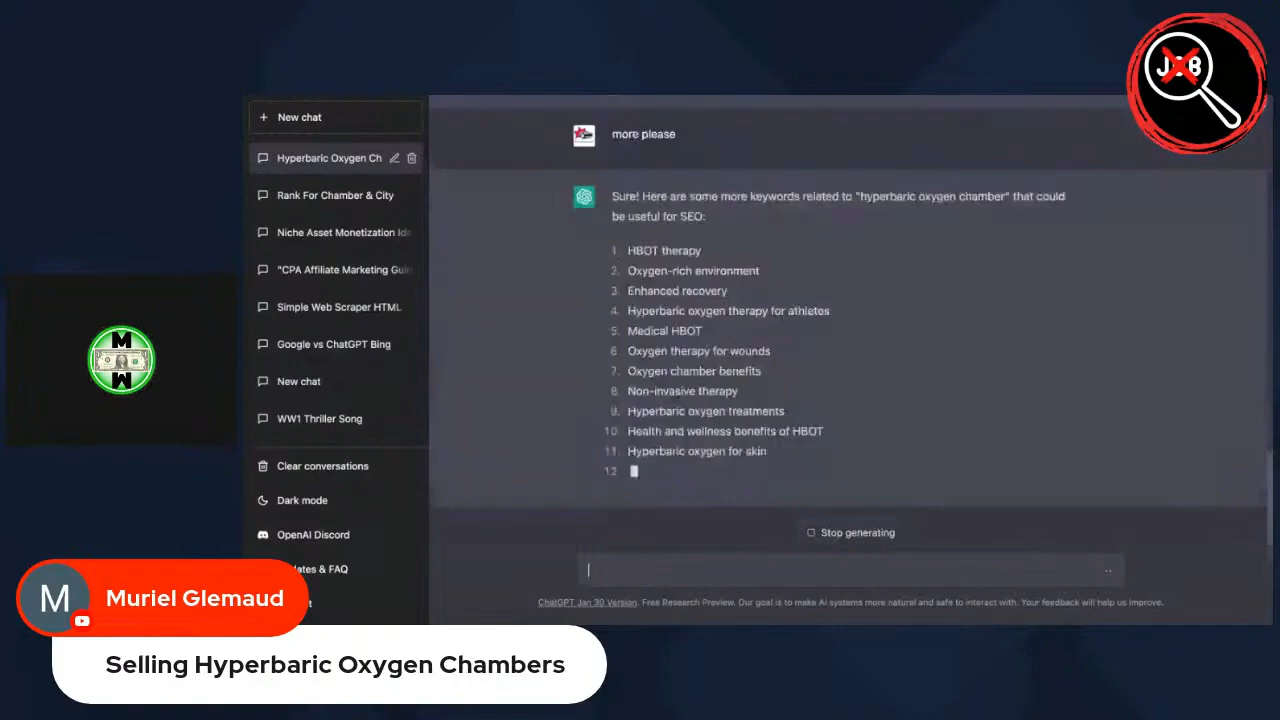 JOB
+ New chat
Hyperbaric Oxygen Ch
Rank For Chamber & City
Niche Asset Monetization Ide
"CPA Affiliate Marketing Guid
Simple Web Scraper HTML
Google vs ChatGPT Bing
New chat
WW1 Thriller Song
Clear conversations
Dark mode
OpenAI Discord
dates & FAQ
more please
Sure! Here are some more keywords related to "hyperbaric oxygen chamber" that could
be useful for SEO:
1. HBOT therapy
2. Oxygen-rich environment
3. Enhanced recovery
4. Hyperbaric oxygen therapy for athletes
5. Medical HBOT
6. Oxygen therapy for wounds
7. Oxygen chamber benefits
8. Non-invasive therapy
9. Hyperbaric oxygen treatments
10. Health and wellness benefits of HBOT
11. Hyperbaric oxygen for skin
12
Stop generating
ChatGPT Jan 30 Version. Free Research Preview. Our goal is to make AI systems more natural and safe to interact with. Your feedback will help us improve.
M
W
M
Muriel Glemaud
Selling Hyperbaric Oxygen Chambers